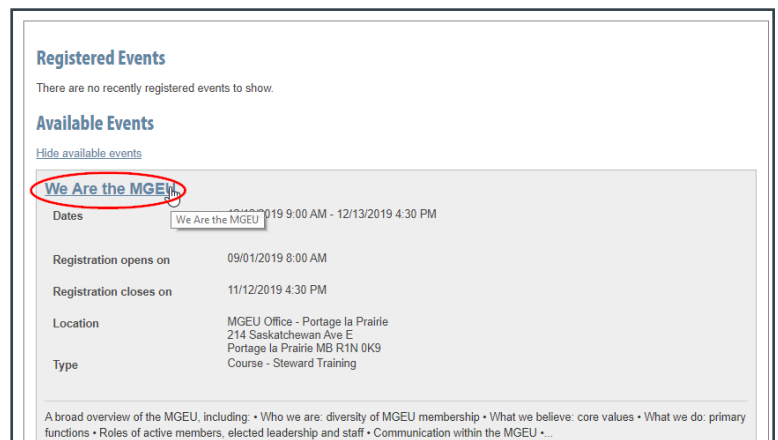 Registered Events
There are no recently registered events to show.
Available Events
Hide available events
We Are the MGEU
We Are the MGEU
Dates 2019 9:00 AM - 12/13/2019 4:30 PM
Registration opens on 09/01/2019 8:00 AM
Registration closes on 11/12/2019 4:30 PM
Location MGEU Office - Portage la Prairie
214 Saskatchewan Ave E
Portage la Prairie MB R1N 0K9
Type Course - Steward Training
A broad overview of the MGEU, including: • Who we are: diversity of MGEU membership • What we believe: core values • What we do: primary
functions • Roles of active members, elected leadership and staff • Communication within the MGEU •...